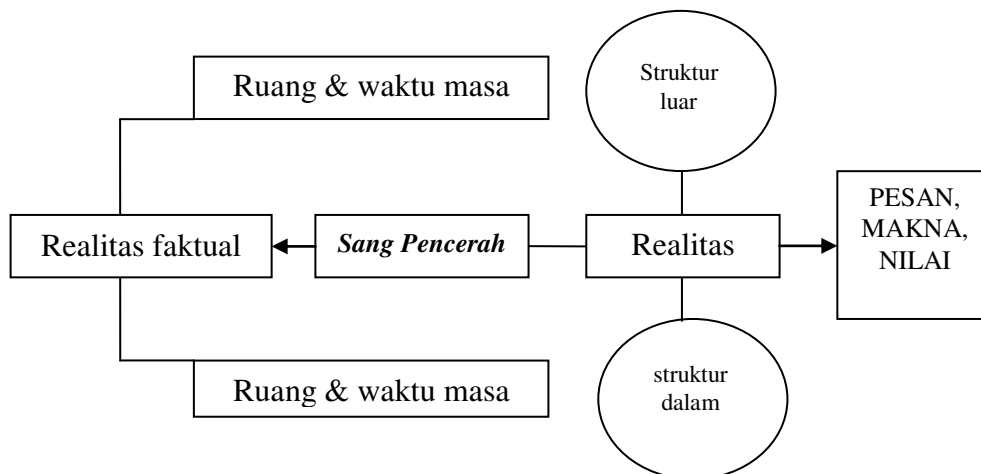 Ruang & waktu masa
Struktur
luar
Realitas faktual
Sang Pencerah
Realitas
PESAN,
MAKNA,
NILAI
Ruang & waktu masa
struktur
dalam